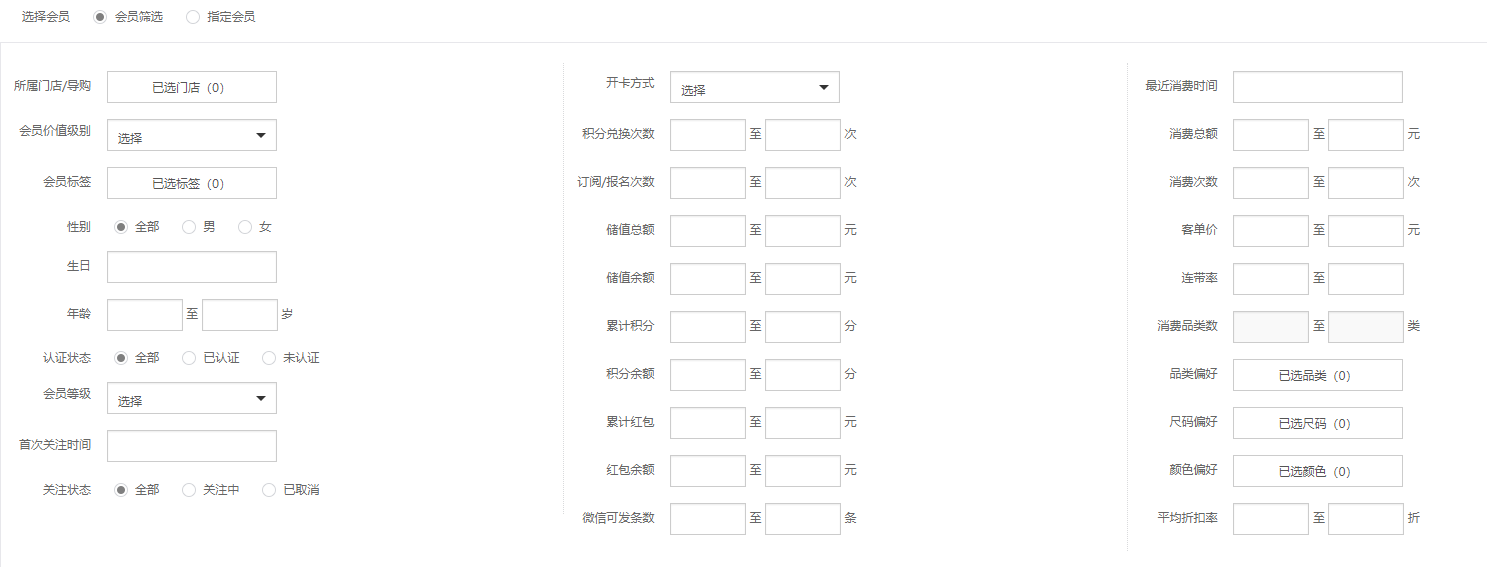 选择会员 会员筛选 指定会员
所属门店/导购 已选门店（0）
会员价值级别 选择
会员标签 已选标签（0）
性别 全部 男 女
生日
年龄 至 岁
认证状态 全部 已认证 未认证
会员等级 选择
首次关注时间
关注状态 全部 关注中 已取消
开卡方式 选择
积分兑换次数 至 次
订阅/报名次数 至 次
储值总额 至 元
储值余额 至 元
累计积分 至 分
积分余额 至 分
累计红包 至 元
红包余额 至 元
微信可发条数 至 条
最近消费时间
消费总额 至 元
消费次数 至 次
客单价 至 元
连带率 至
消费品类数 至 类
品类偏好 已选品类（0）
尺码偏好 已选尺码（0）
颜色偏好 已选颜色（0）
平均折扣率 至 折